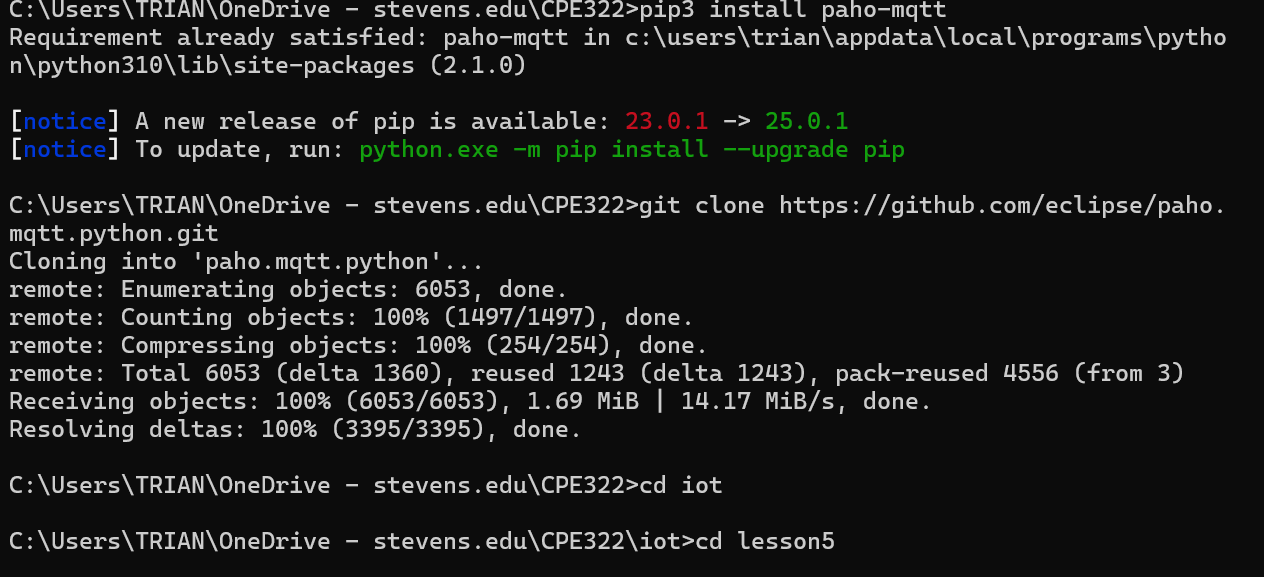 C:\Users\TRIAN\OneDrive - stevens.edu\CPE322>pip3 install paho-mqtt
Requirement already satisfied: paho-mqtt in c:\users\trian\appdata\local\programs\pytho
n\python310\lib\site-packages (2.1.0)
[notice] A new release of pip is available: 23.0.1 -> 25.0.1
[notice] To update, run: python.exe -m pip install --upgrade pip
C:\Users\TRIAN\OneDrive - stevens.edu\CPE322>git clone https://github.com/eclipse/paho.
mqtt.python.git
Cloning into 'paho.mqtt.python'...
remote: Enumerating objects: 6053, done.
remote: Counting objects: 100% (1497/1497), done.
remote: Compressing objects: 100% (254/254), done.
remote: Total 6053 (delta 1360), reused 1243 (delta 1243), pack-reused 4556 (from 3)
Receiving objects: 100% (6053/6053), 1.69 MiB | 14.17 MiB/s, done.
Resolving deltas: 100% (3395/3395), done.
C:\Users\TRIAN\OneDrive - stevens.edu\CPE322>cd iot
C:\Users\TRIAN\OneDrive - stevens.edu\CPE322\iot>cd lesson5